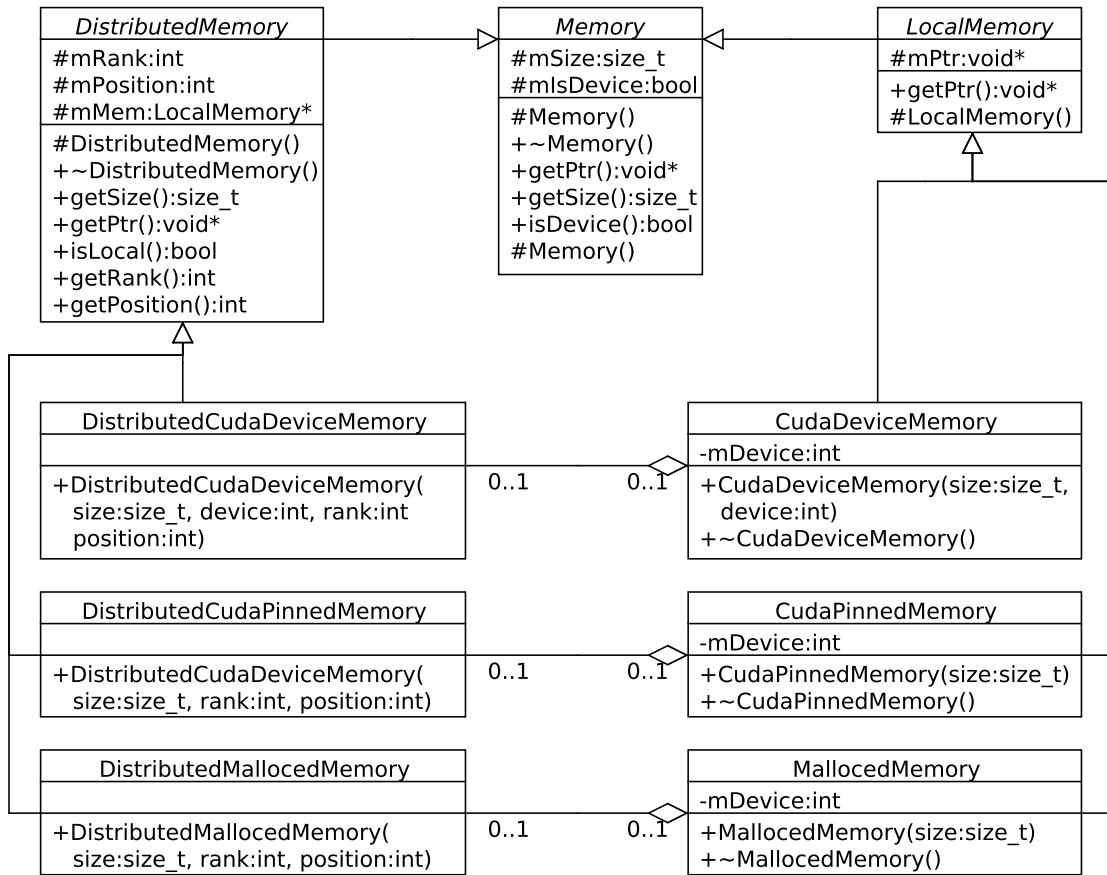 DistributedMemory
#mRank:int
#mPosition:int
#mMem:LocalMemory*
#DistributedMemory()
+~DistributedMemory()
+getSize():size_t
+getPtr():void*
+isLocal():bool
+getRank():int
+getPosition():int
Memory
#mSize:size_t
#mIsDevice:bool
#Memory()
+~Memory()
+getPtr():void*
+getSize():size_t
+isDevice():bool
#Memory()
LocalMemory
#mPtr:void*
+getPtr():void*
#LocalMemory()
DistributedCudaDeviceMemory
+DistributedCudaDeviceMemory(
size:size_t, device:int, rank:int
position:int)
0..1
0..1
CudaDeviceMemory
-mDevice:int
+CudaDeviceMemory(size:size_t,
device:int)
+~CudaDeviceMemory()
DistributedCudaPinnedMemory
+DistributedCudaDeviceMemory(
size:size_t, rank:int, position:int)
0..1
0..1
CudaPinnedMemory
-mDevice:int
+CudaPinnedMemory(size:size_t)
+~CudaPinnedMemory()
DistributedMallocedMemory
+DistributedMallocedMemory(
size:size_t, rank:int, position:int)
0..1
0..1
MallocedMemory
-mDevice:int
+MallocedMemory(size:size_t)
+~MallocedMemory()